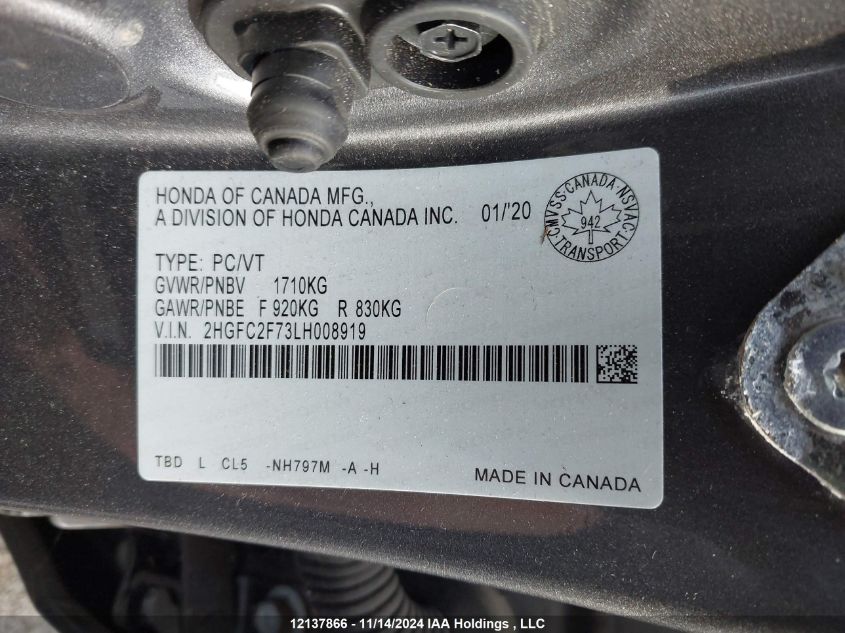 HONDA OF CANADA MFG.,
A DIVISION OF HONDA CANADA INC. 01/'20
CMVSS·CANADA·NSVAC
942
·TRANSPORT·
TYPE: PC/VT
GVWR/PNBV 1710KG
GAWR/PNBE F 920KG R 830KG
V.I.N. 2HGFC2F73LH008919
TBD L CL5 -NH797M -A -H
MADE IN CANADA
12137866 - 11/14/2024 IAA Holdings , LLC